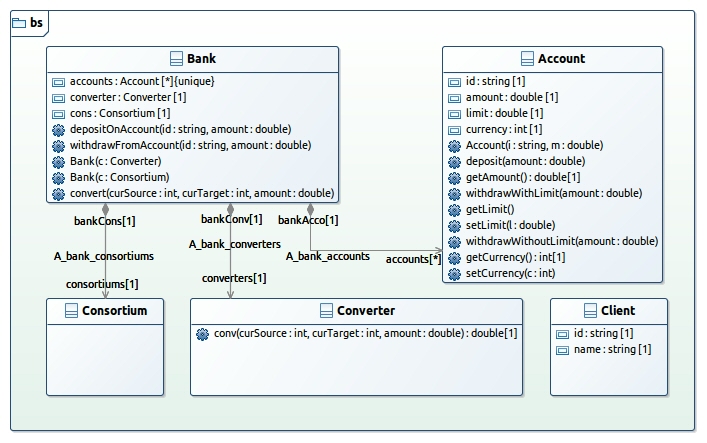 bs
Bank
accounts : Account [*]{unique}
converter : Converter [1]
cons : Consortium [1]
depositOnAccount(id : string, amount : double)
withdrawFromAccount(id : string, amount : double)
Bank(c : Converter)
Bank(c : Consortium)
convert(curSource : int, curTarget : int, amount : double)
Account
id : string [1]
amount : double [1]
limit : double [1]
currency : int [1]
Account(i : string, m : double)
deposit(amount : double)
getAmount() : double[1]
withdrawWithLimit(amount : double)
getLimit()
setLimit(l : double)
withdrawWithoutLimit(amount : double)
getCurrency() : int[1]
setCurrency(c : int)
bankCons[1]
bankConv[1]
bankAcco[1]
A_bank_consortiums
A_bank_converters
A_bank_accounts
accounts[*]
consortiums[1]
converters[1]
Consortium
Converter
conv(curSource : int, curTarget : int, amount : double) : double[1]
Client
id : string [1]
name : string [1]